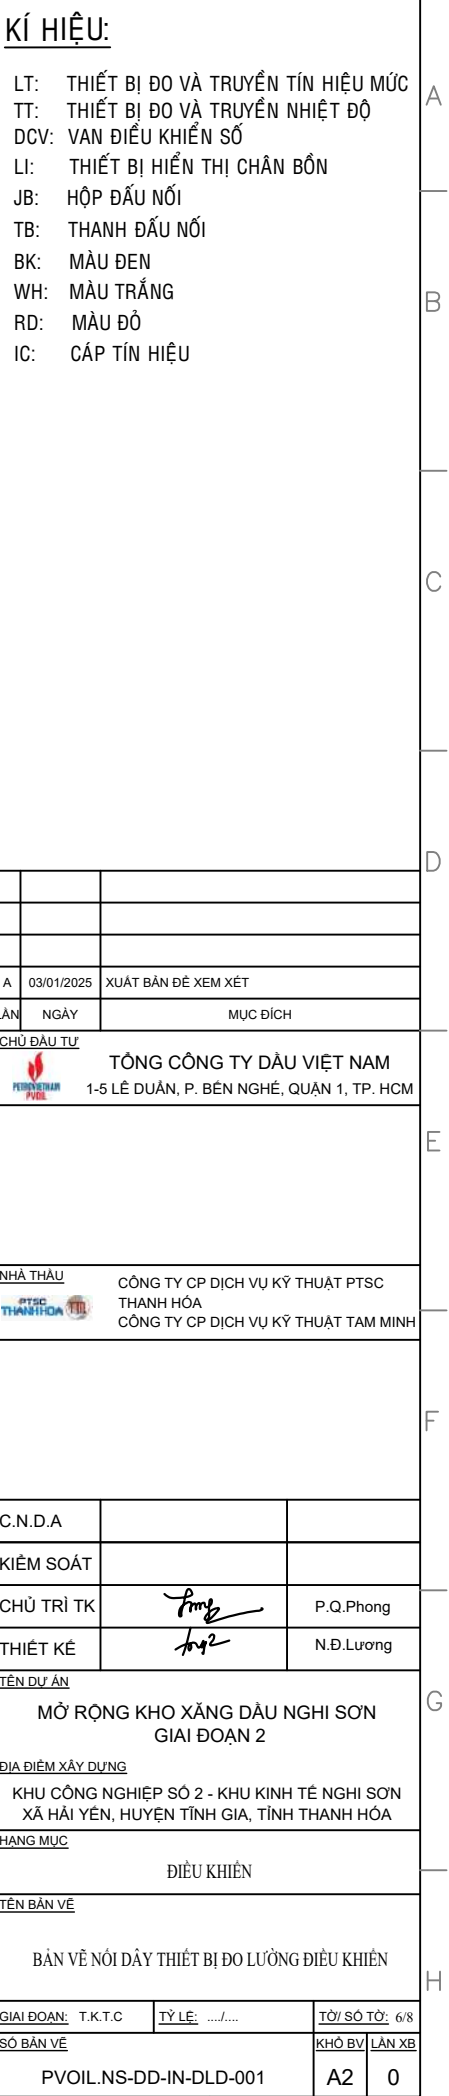 KÍ HIỆU:
LT: THIẾT BỊ ĐO VÀ TRUYỀN TÍN HIỆU MỨC
TT: THIẾT BỊ ĐO VÀ TRUYỀN NHIỆT ĐỘ
DCV: VAN ĐIỀU KHIỂN SỐ
LI: THIẾT BỊ HIỂN THỊ CHÂN BỒN
JB: HỘP ĐẤU NỐI
TB: THANH ĐẤU NỐI
BK: MÀU ĐEN
WH: MÀU TRẮNG
RD: MÀU ĐỎ
IC: CÁP TÍN HIỆU
A
B
C
D
E
F
G
H
A 03/01/2025 XUẤT BẢN ĐỂ XEM XÉT
LẦN NGÀY MỤC ĐÍCH
CHỦ ĐẦU TƯ
PETROVIETNAM
PVOIL
TỔNG CÔNG TY DẦU VIỆT NAM
1-5 LÊ DUẨN, P. BẾN NGHÉ, QUẬN 1, TP. HCM
NHÀ THẦU
PTSC
THANH HOA
TM
CÔNG TY CP DỊCH VỤ KỸ THUẬT PTSC
THANH HÓA
CÔNG TY CP DỊCH VỤ KỸ THUẬT TAM MINH
C.N.D.A
KIỂM SOÁT
CHỦ TRÌ TK P.Q.Phong
THIẾT KẾ N.Đ.Lương
TÊN DỰ ÁN
MỞ RỘNG KHO XĂNG DẦU NGHI SƠN
GIAI ĐOẠN 2
ĐỊA ĐIỂM XÂY DỰNG
KHU CÔNG NGHIỆP SỐ 2 - KHU KINH TẾ NGHI SƠN
XÃ HẢI YẾN, HUYỆN TĨNH GIA, TỈNH THANH HÓA
HẠNG MỤC
ĐIỀU KHIỂN
TÊN BẢN VẼ
BẢN VẼ NỐI DÂY THIẾT BỊ ĐO LƯỜNG ĐIỀU KHIỂN
GIAI ĐOẠN: T.K.T.C TỶ LỆ: ..../.... TỜ/ SỐ TỜ: 6/8
SỐ BẢN VẼ KHỔ BV LẦN XB
PVOIL.NS-DD-IN-DLD-001 A2 0